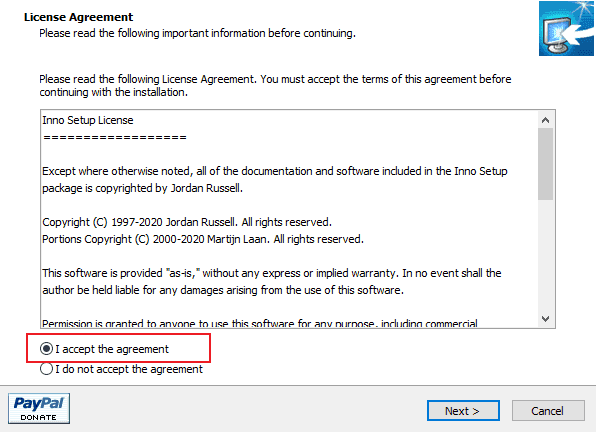 License Agreement
Please read the following important information before continuing.
Please read the following License Agreement. You must accept the terms of this agreement before
continuing with the installation.
Inno Setup License
==================
Except where otherwise noted, all of the documentation and software included in the Inno Setup
package is copyrighted by Jordan Russell.
Copyright (C) 1997-2020 Jordan Russell. All rights reserved.
Portions Copyright (C) 2000-2020 Martijn Laan. All rights reserved.
This software is provided "as-is," without any express or implied warranty. In no event shall the
author be held liable for any damages arising from the use of this software.
Permission is granted to anyone to use this software for any purpose, including commercial
I accept the agreement
I do not accept the agreement
PayPal
DONATE
Next >
Cancel